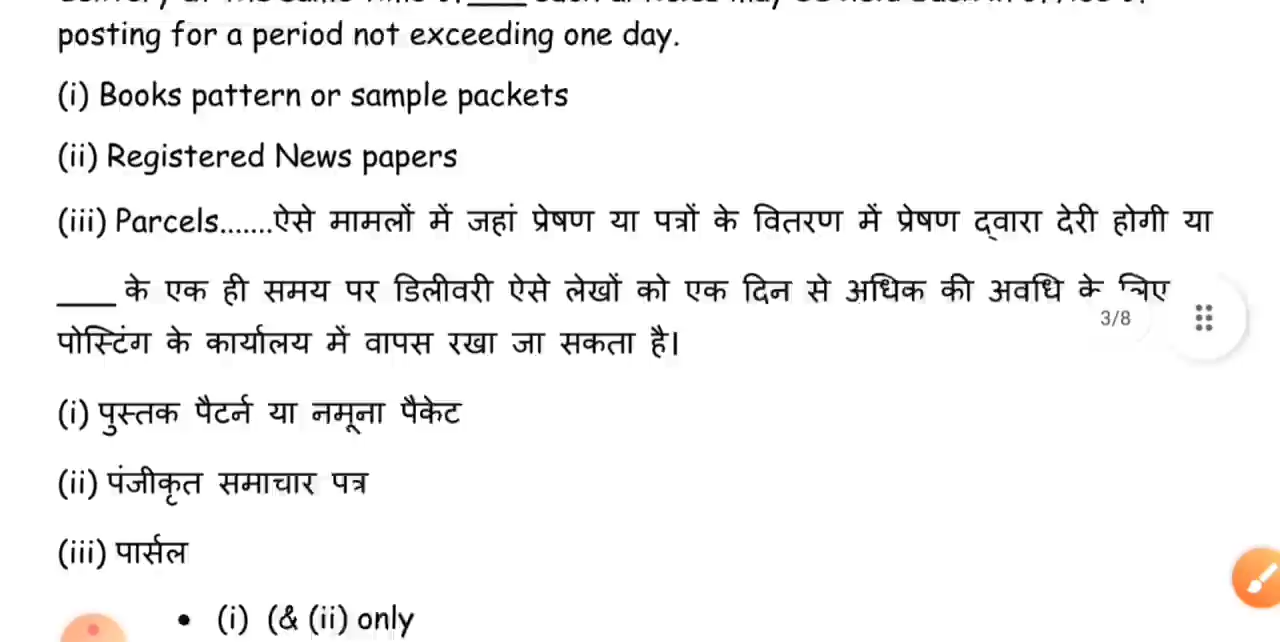 posting for a period not exceeding one day.
(i) Books pattern or sample packets
(ii) Registered News papers
(iii) Parcels.......ऐसे मामलों में जहां प्रेषण या पत्रों के वितरण में प्रेषण द्वारा देरी होगी या
____ के एक ही समय पर डिलीवरी ऐसे लेखों को एक दिन से अधिक की अवधि के लिए
3/8
पोस्टिंग के कार्यालय में वापस रखा जा सकता है।
(i) पुस्तक पैटर्न या नमूना पैकेट
(ii) पंजीकृत समाचार पत्र
(iii) पार्सल
• (i) (& (ii) only